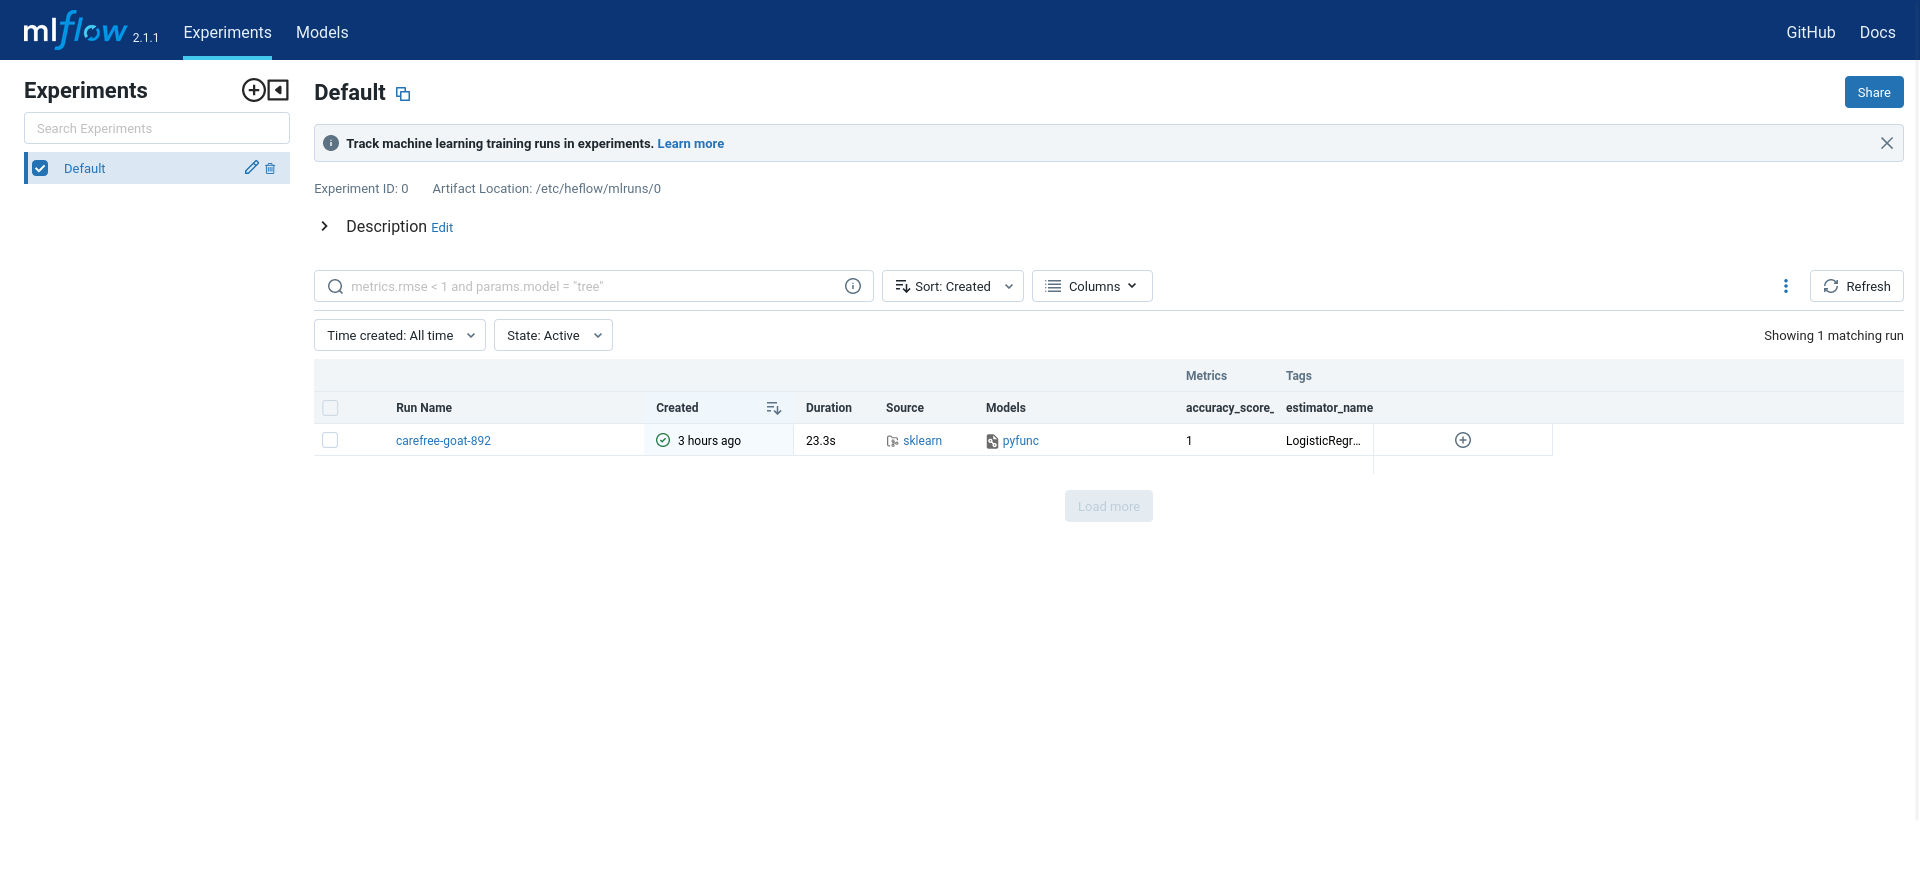 mlflow 2.1.1 Experiments Models GitHub Docs
Experiments
Search Experiments
Default
Default
Share
Track machine learning training runs in experiments. Learn more
Experiment ID: 0 Artifact Location: /etc/heflow/mlruns/0
Description Edit
metrics.rmse < 1 and params.model = "tree"
Sort: Created
Columns
Refresh
Time created: All time
State: Active
Showing 1 matching run
Metrics Tags
Run Name Created Duration Source Models accuracy_score_ estimator_name
carefree-goat-892 3 hours ago 23.3s sklearn pyfunc 1 LogisticRegr...
Load more